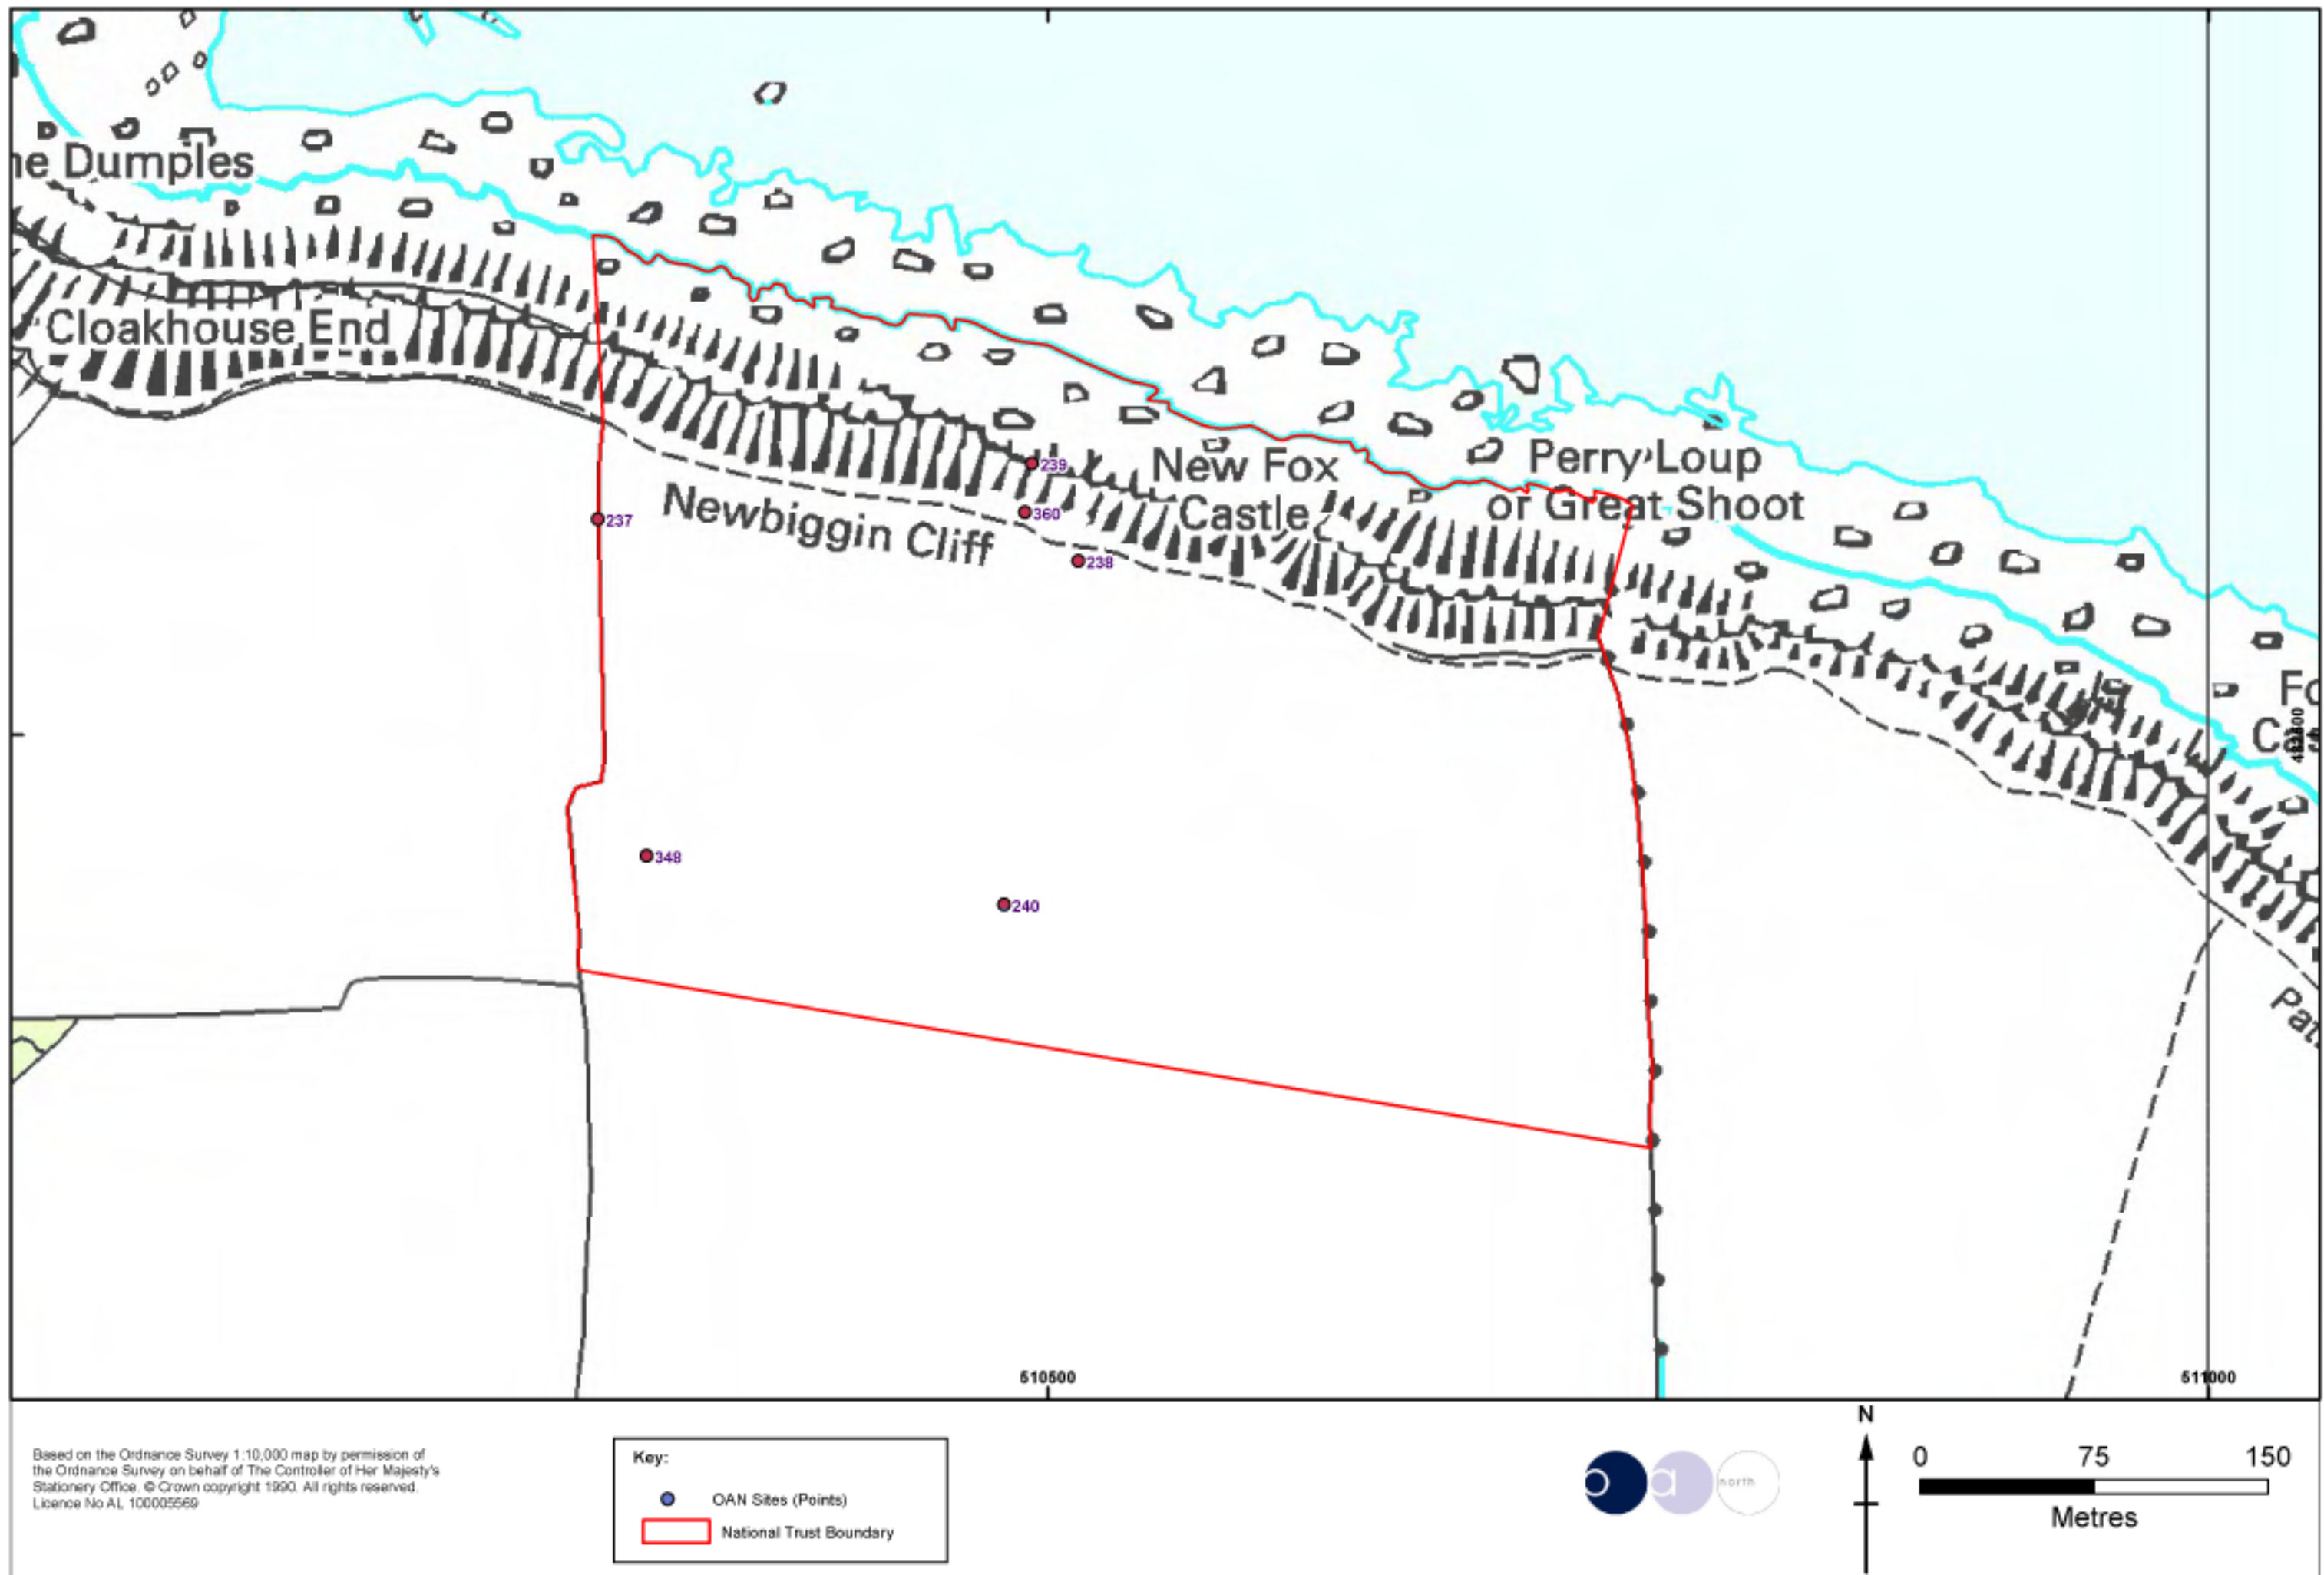 he Dumples
Cloakhouse End
239
New Fox
Castle
Perry Loup
or Great Shoot
360
237
Newbiggin Cliff
238
Fo
Cas
348
240
Pat
510500
511000
Based on the Ordnance Survey 1:10,000 map by permission of
the Ordnance Survey on behalf of The Controller of Her Majesty's
Stationery Office. © Crown copyright 1990. All rights reserved.
Licence No AL 100005569
Key:
OAN Sites (Points)
National Trust Boundary
o a north
N
0 75 150
Metres